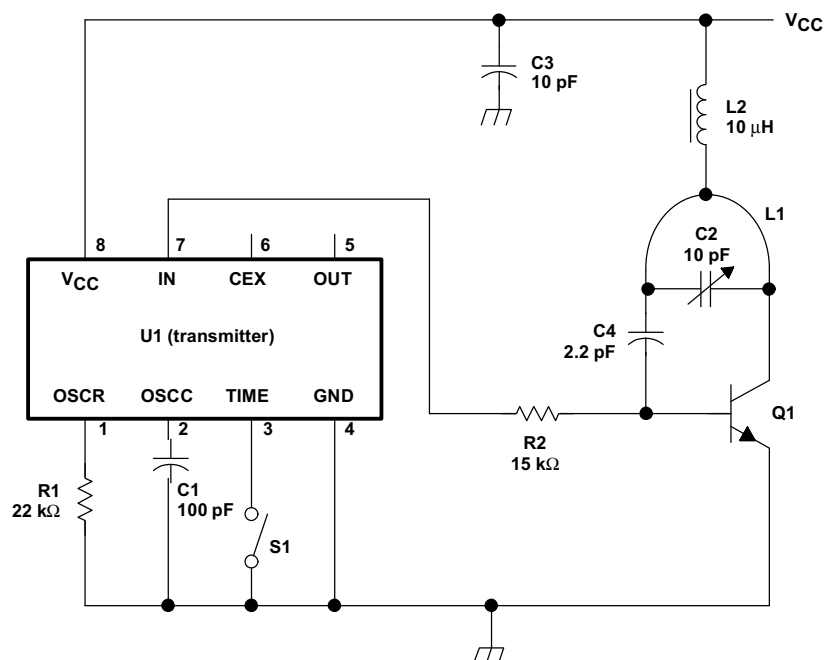 VCC
C3
10 pF
L2
10 μH
L1
C2
10 pF
8
7
6
5
VCC
IN
CEX
OUT
U1 (transmitter)
C4
2.2 pF
OSCR
OSCC
TIME
GND
1
2
3
4
Q1
R2
15 kΩ
R1
22 kΩ
C1
100 pF
S1